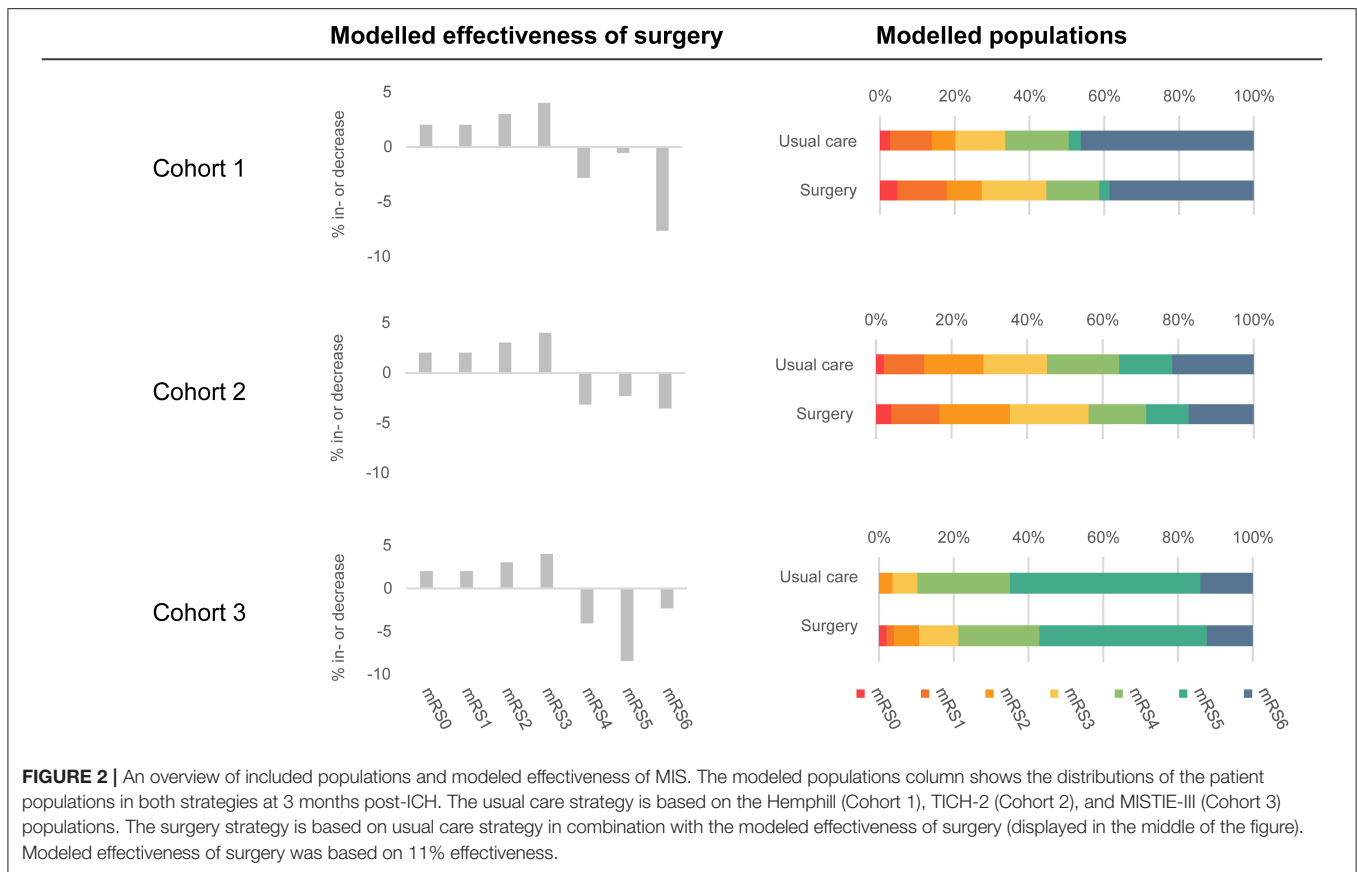 Modelled effectiveness of surgery Modelled populations
Cohort 1
% in- or decrease
5
0
-5
-10
0% 20% 40% 60% 80% 100%
Usual care
Surgery
Cohort 2
% in- or decrease
5
0
-5
-10
0% 20% 40% 60% 80% 100%
Usual care
Surgery
Cohort 3
% in- or decrease
5
0
-5
-10
mRS0 mRS1 mRS2 mRS3 mRS4 mRS5 mRS6
0% 20% 40% 60% 80% 100%
Usual care
Surgery
mRS0 mRS1 mRS2 mRS3 mRS4 mRS5 mRS6
FIGURE 2 | An overview of included populations and modeled effectiveness of MIS. The modeled populations column shows the distributions of the patient
populations in both strategies at 3 months post-ICH. The usual care strategy is based on the Hemphill (Cohort 1), TICH-2 (Cohort 2), and MISTIE-III (Cohort 3)
populations. The surgery strategy is based on usual care strategy in combination with the modeled effectiveness of surgery (displayed in the middle of the figure).
Modeled effectiveness of surgery was based on 11% effectiveness.